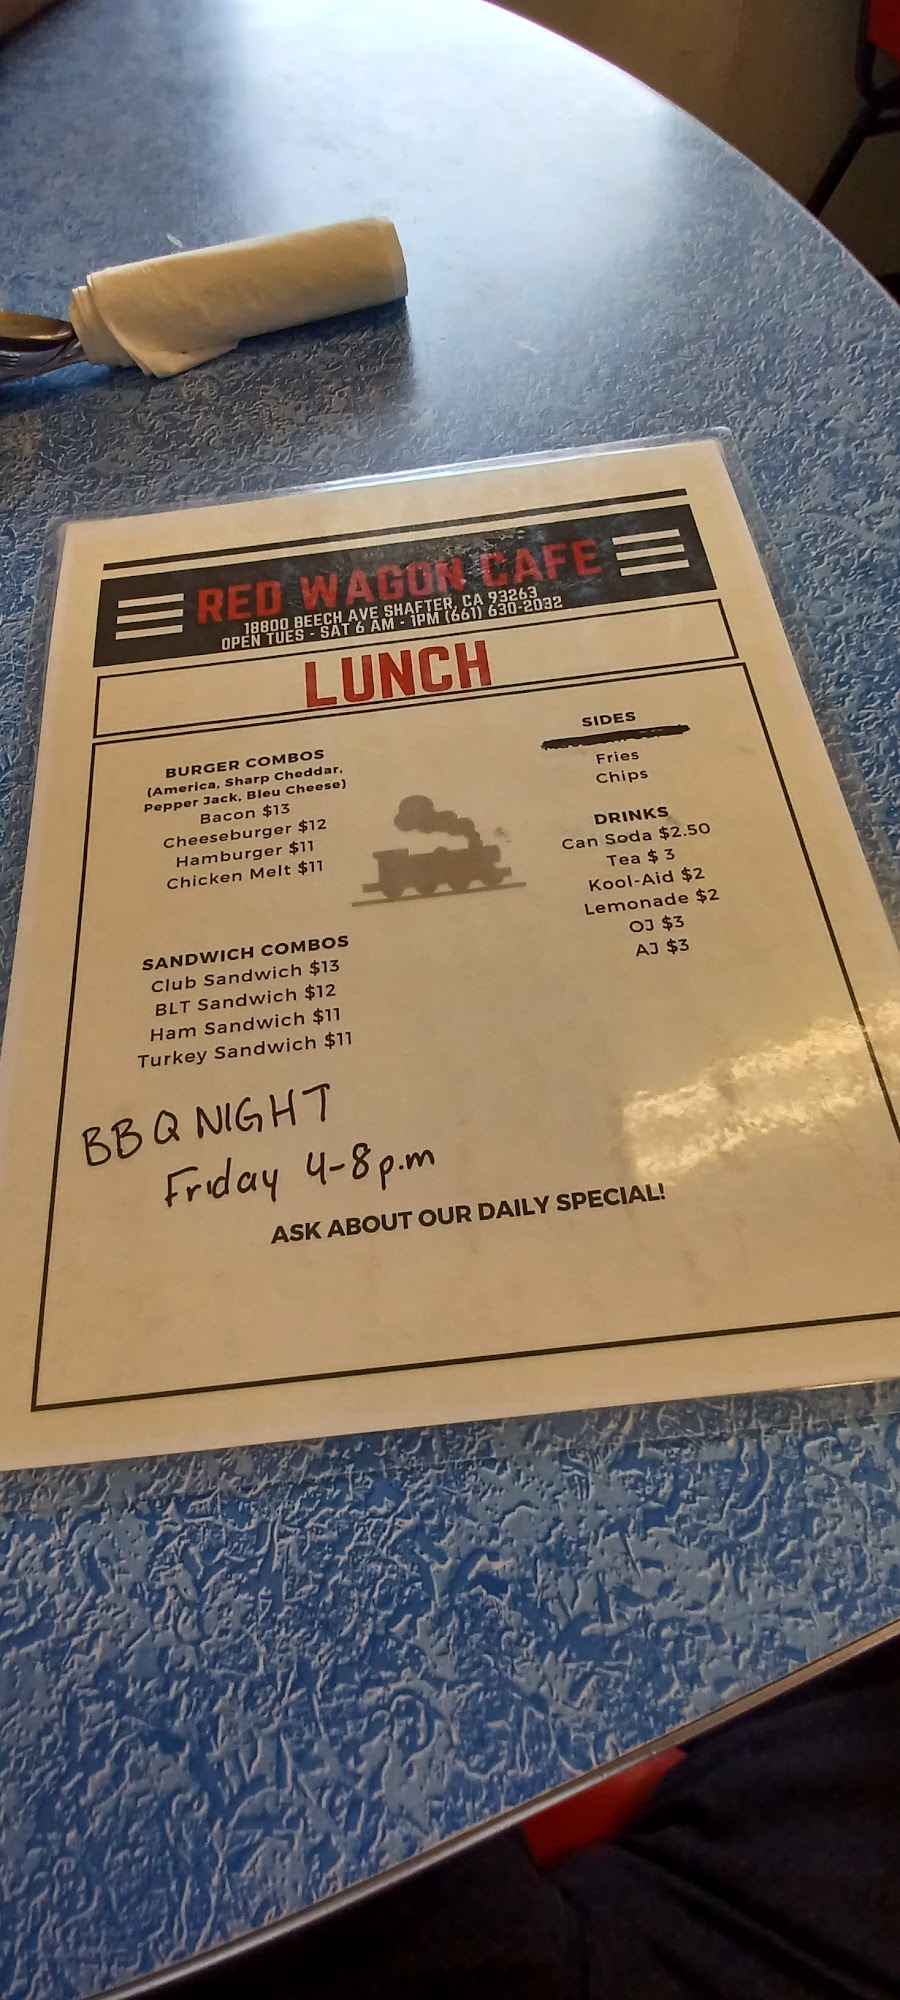 RED WAGON CAFE
18800 BEECH AVE SHAFTER, CA 93263
OPEN TUES - SAT 6 AM - 1PM (661) 630-2032
LUNCH
BURGER COMBOS
(America, Sharp Cheddar,
Pepper Jack, Bleu Cheese)
Bacon $13
Cheeseburger $12
Hamburger $11
Chicken Melt $11
SANDWICH COMBOS
Club Sandwich $13
BLT Sandwich $12
Ham Sandwich $11
Turkey Sandwich $11
SIDES
Fries
Chips
DRINKS
Can Soda $2.50
Tea $ 3
Kool-Aid $2
Lemonade $2
OJ $3
AJ $3
BBQ NIGHT
Friday 4-8p.m
ASK ABOUT OUR DAILY SPECIAL!